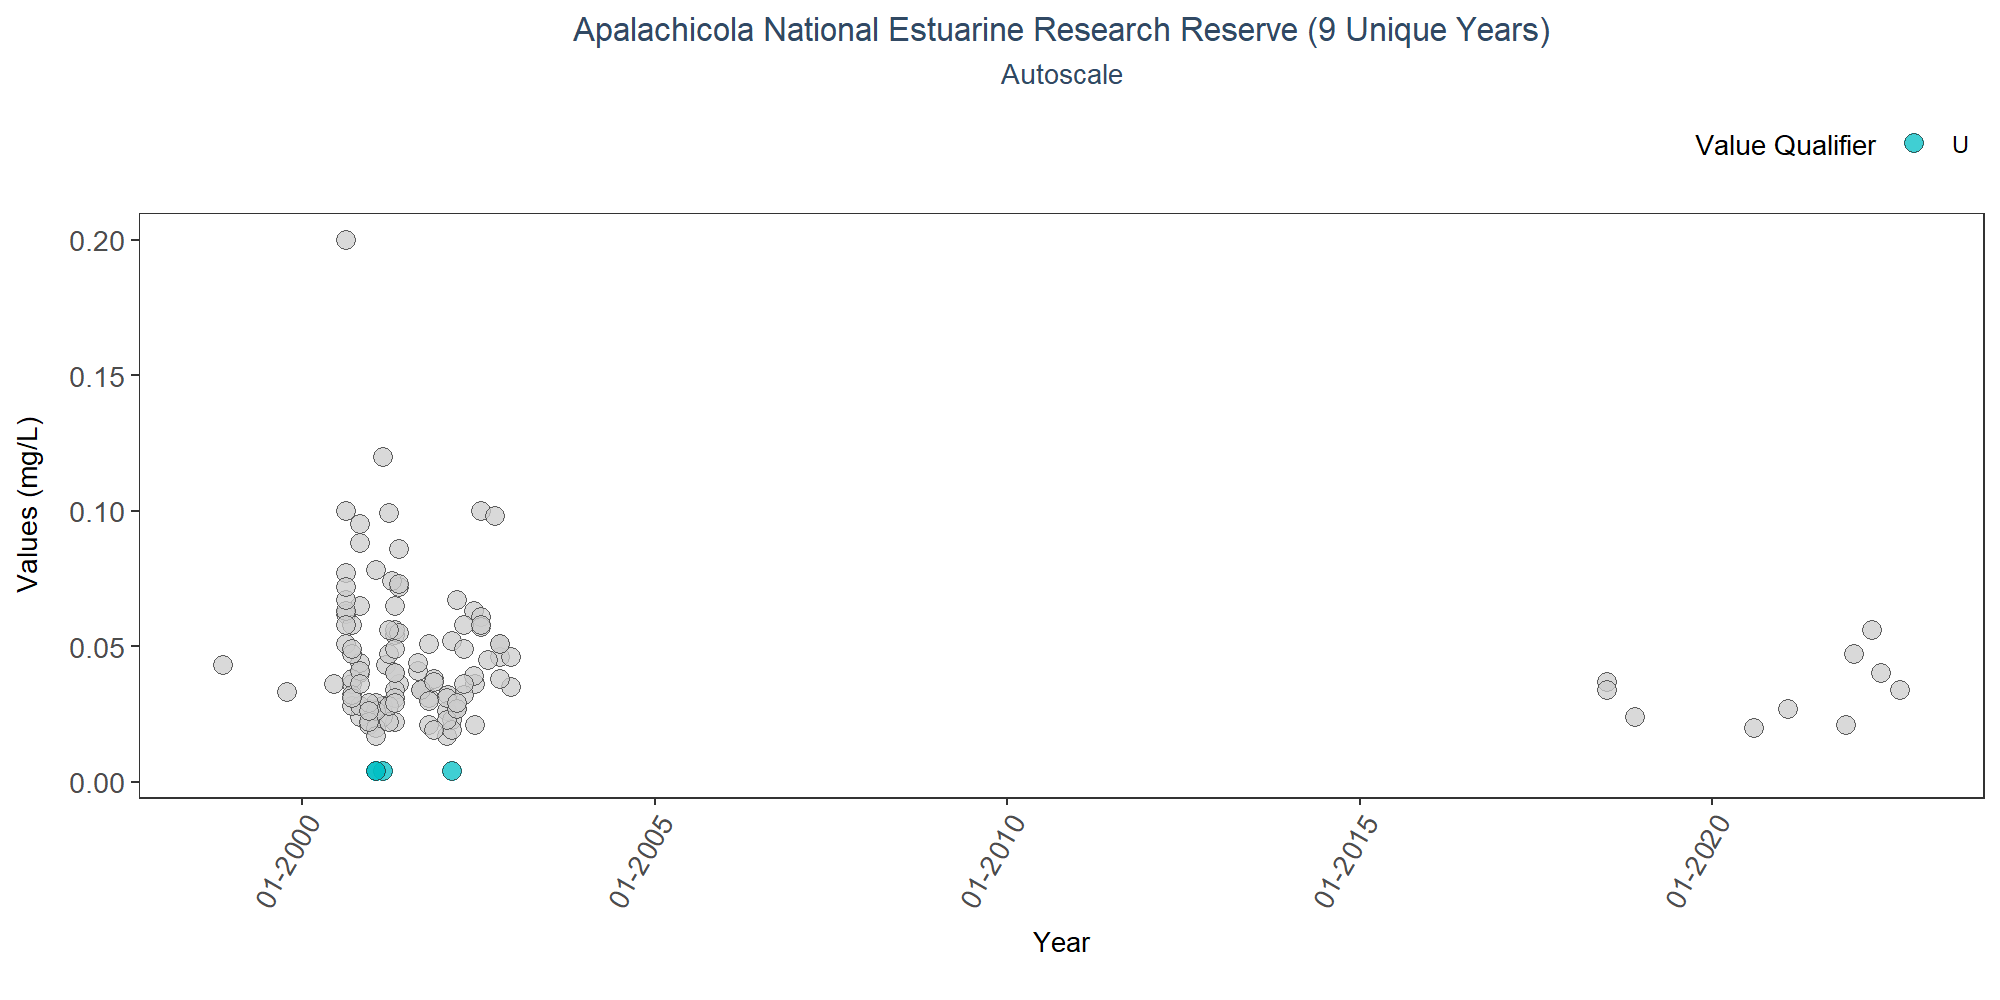 Apalachicola National Estuarine Research Reserve (9 Unique Years)
Autoscale
Value Qualifier
U
Values (mg/L)
0.20
0.15
0.10
0.05
0.00
01-2000
01-2005
01-2010
01-2015
01-2020
Year